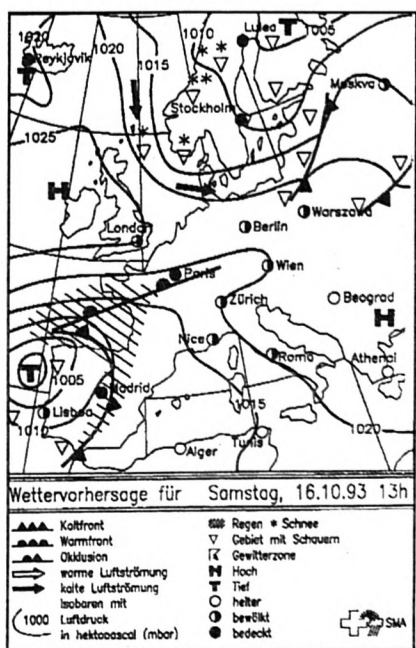 1020
1020
1010
Lulea
T
1005
Reykjavik
T
1015
Moskva
Stockholm
1025
H
London
Berlin
Warszawa
Paris
Wien
Zürich
Beograd
H
Nice
Roma
Athenai
T
1005
Madrid
Lisboa
1010
1015
1020
Tunis
Alger
Wettervorhersage für Samstag, 16.10.93 13h
Kaltfront
Warmfront
Okklusion
warme Luftströmung
kalte Luftströmung
Isobaren mit
1000 Luftdruck
in hektopascal (mbar)
Regen * Schnee
Gebiet mit Schauern
Gewitterzone
H Hoch
T Tief
heiter
bewölkt
bedeckt
SMA